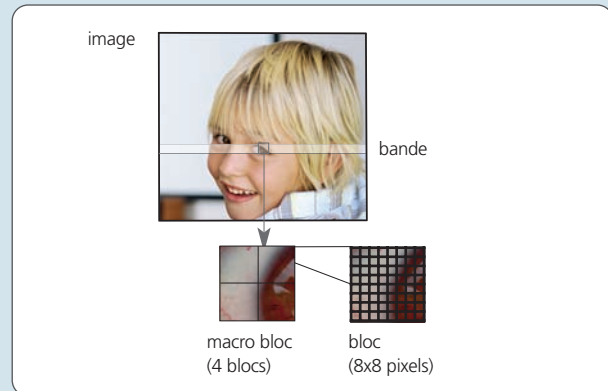 image
bande
macro bloc
(4 blocs)
bloc
(8x8 pixels)